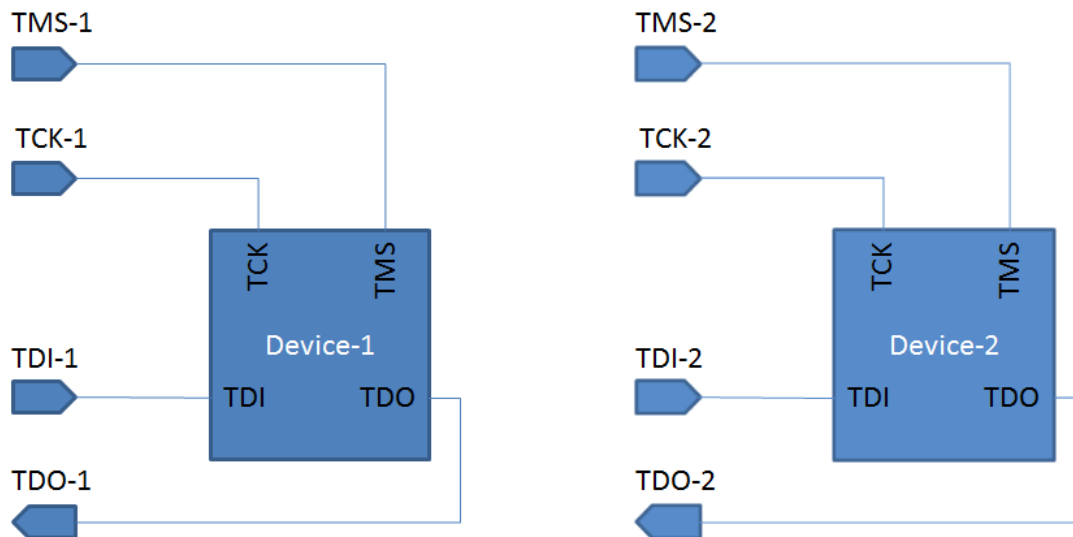 TMS-1
TCK-1
TCK
TMS
Device-1
TDI-1
TDI
TDO
TDO-1
TMS-2
TCK-2
TCK
TMS
Device-2
TDI-2
TDI
TDO
TDO-2